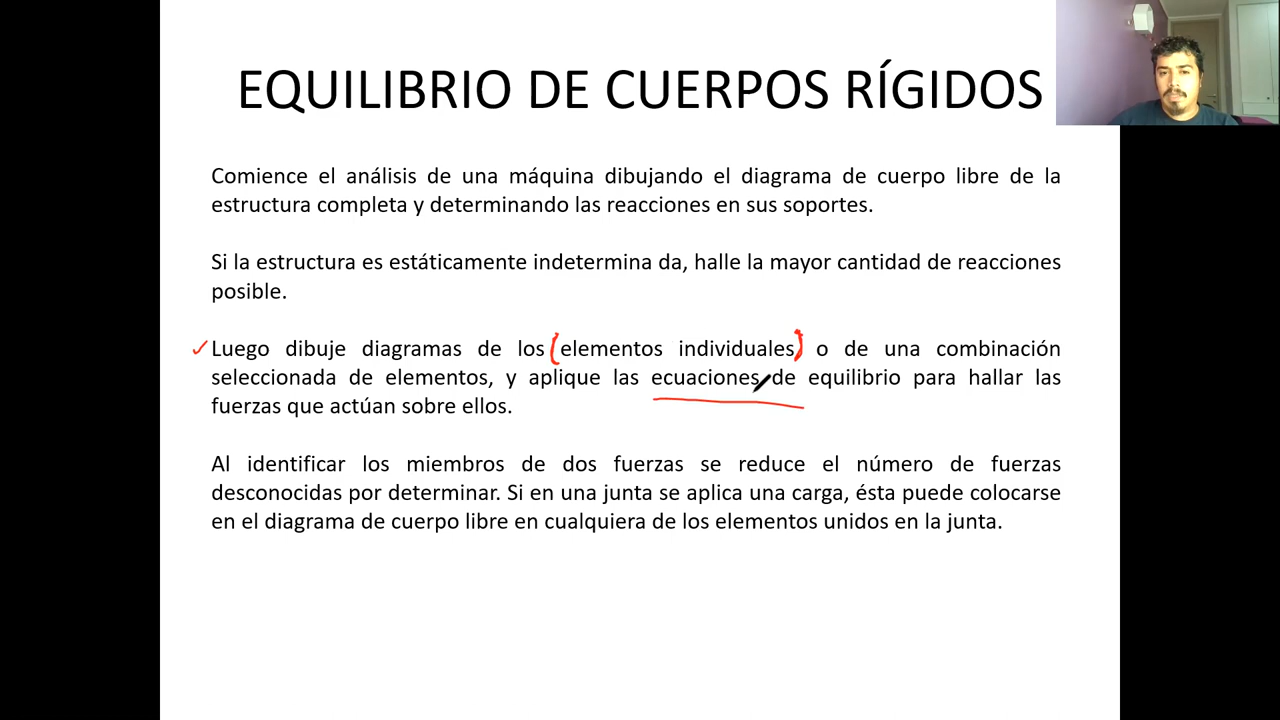 EQUILIBRIO DE CUERPOS RÍGIDOS
Comience el análisis de una máquina dibujando el diagrama de cuerpo libre de la
estructura completa y determinando las reacciones en sus soportes.
Si la estructura es estáticamente indetermina da, halle la mayor cantidad de reacciones
posible.
Luego dibuje diagramas de los (elementos individuales) o de una combinación
seleccionada de elementos, y aplique las ecuaciones de equilibrio para hallar las
fuerzas que actúan sobre ellos.
Al identificar los miembros de dos fuerzas se reduce el número de fuerzas
desconocidas por determinar. Si en una junta se aplica una carga, ésta puede colocarse
en el diagrama de cuerpo libre en cualquiera de los elementos unidos en la junta.